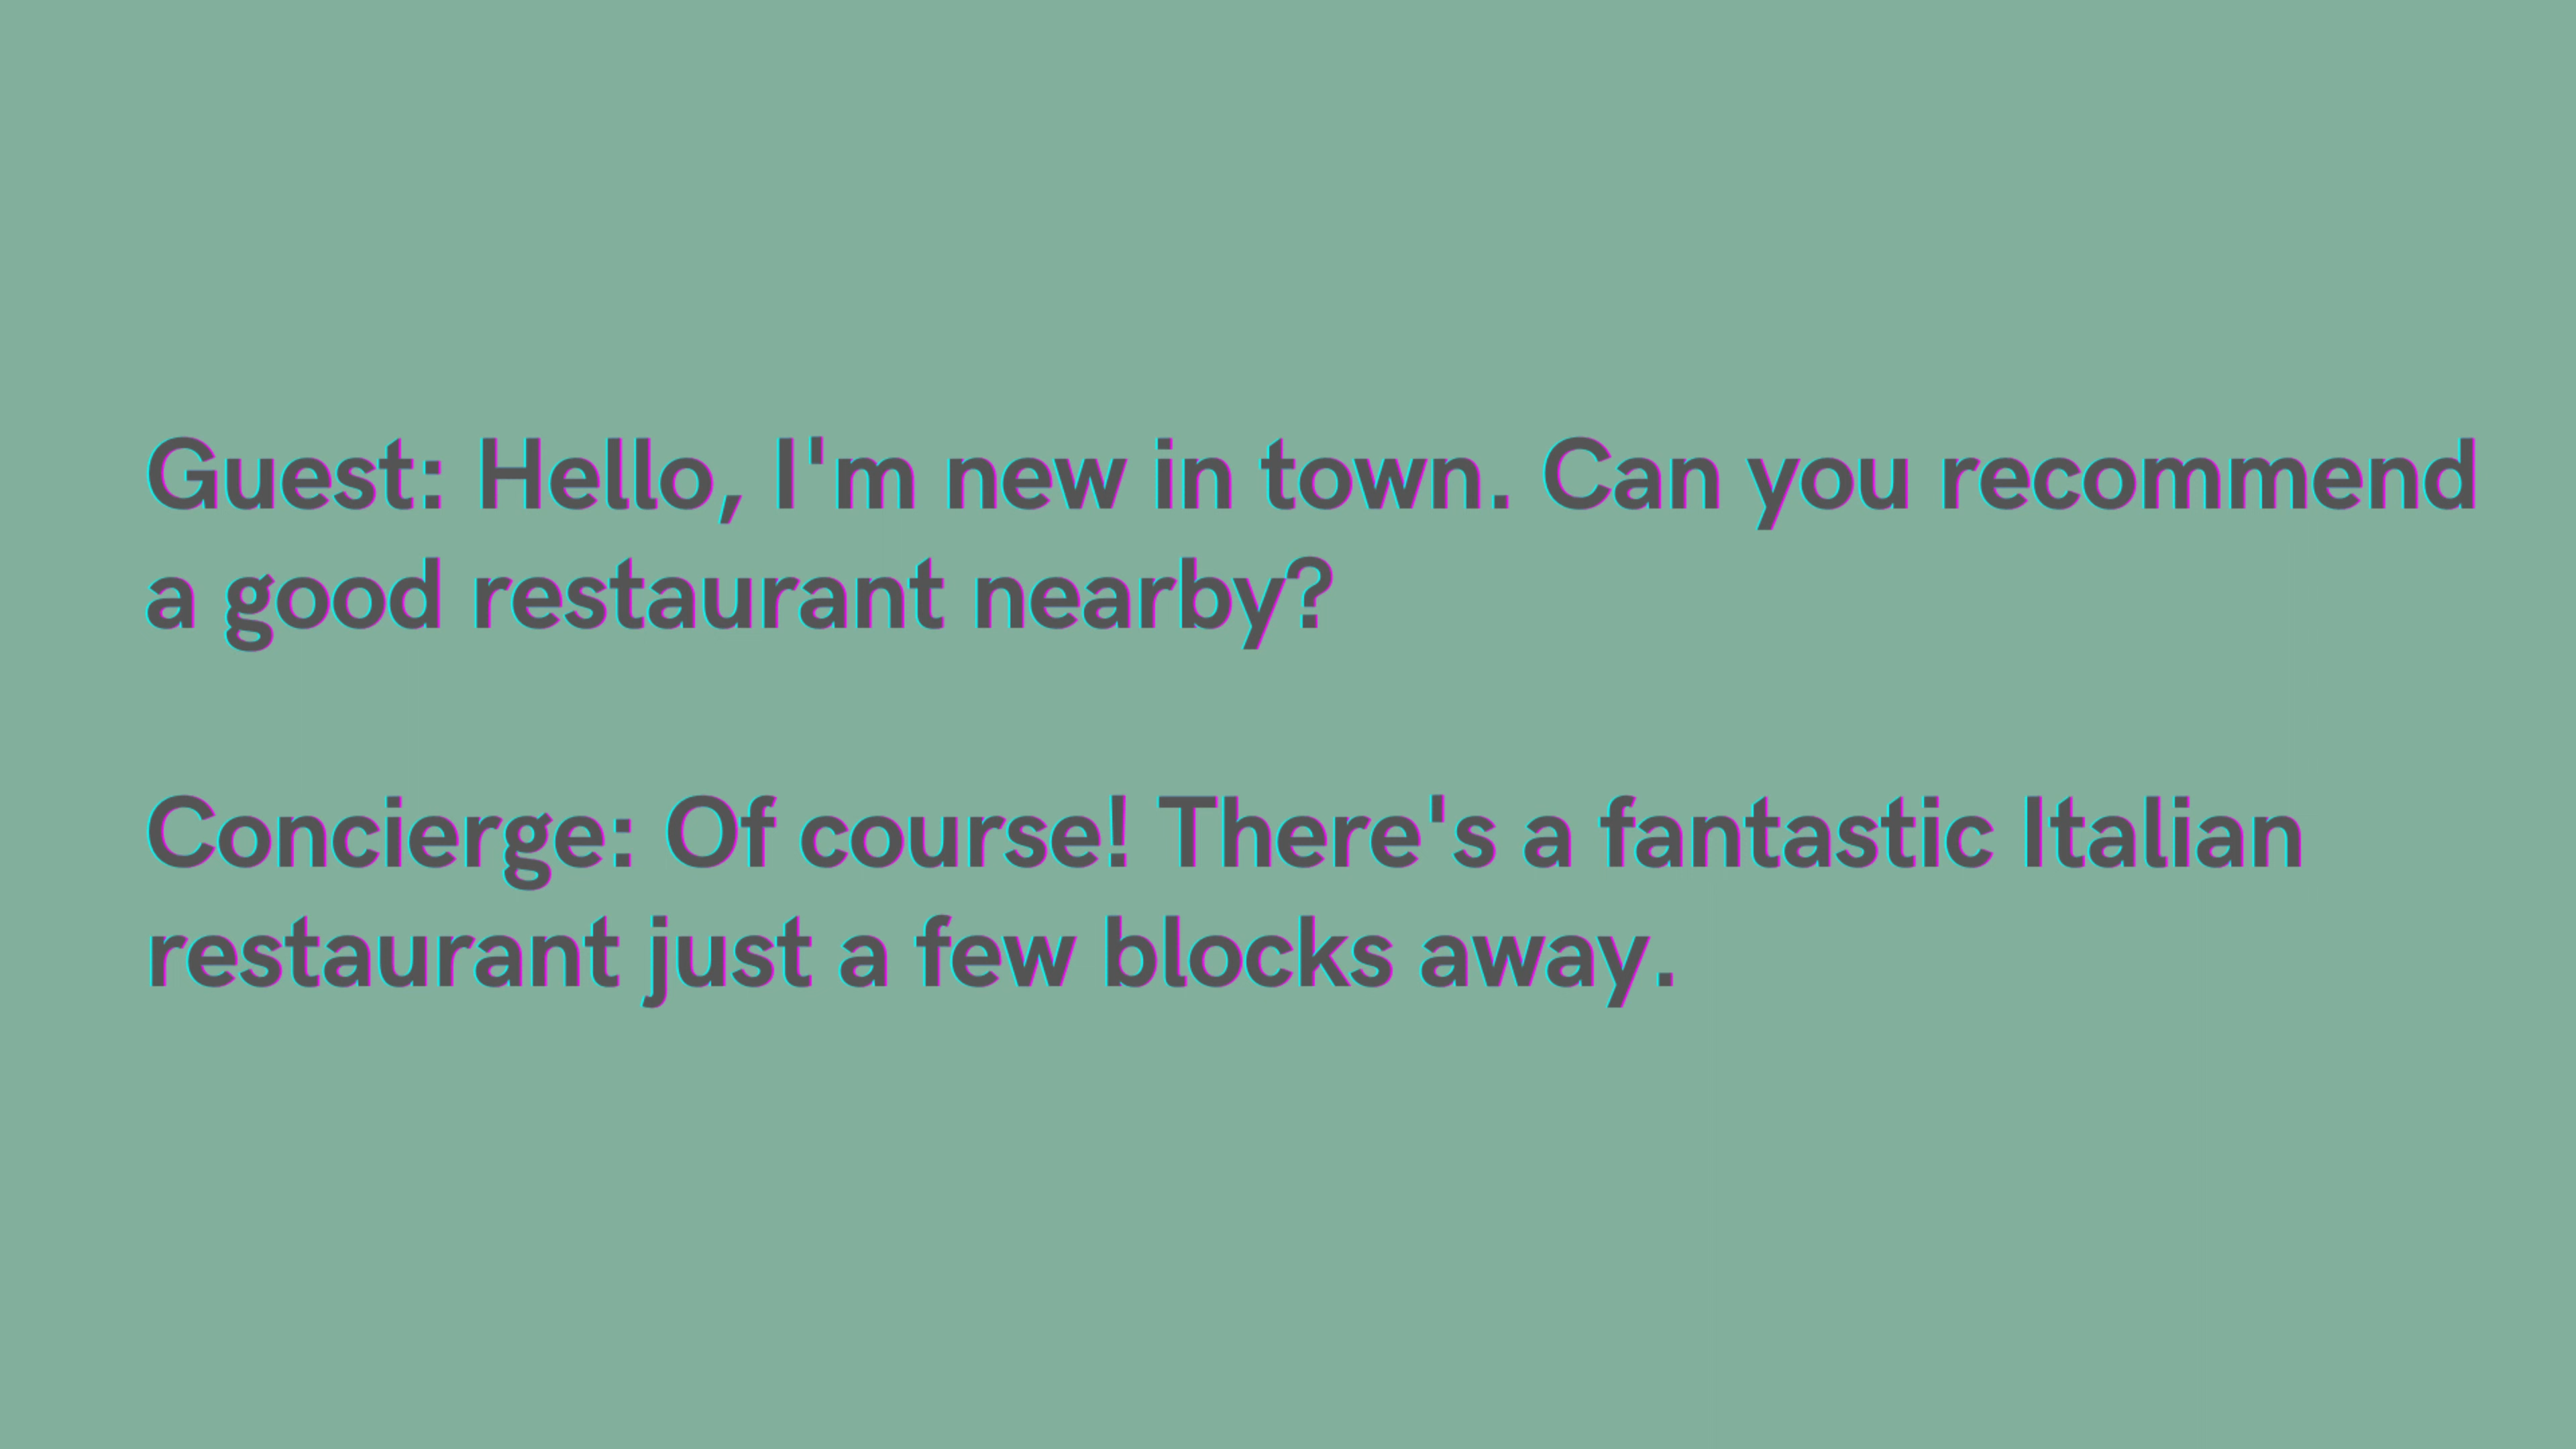 Guest: Hello, I'm new in town. Can you recommend
a good restaurant nearby?
Concierge: Of course! There's a fantastic Italian
restaurant just a few blocks away.